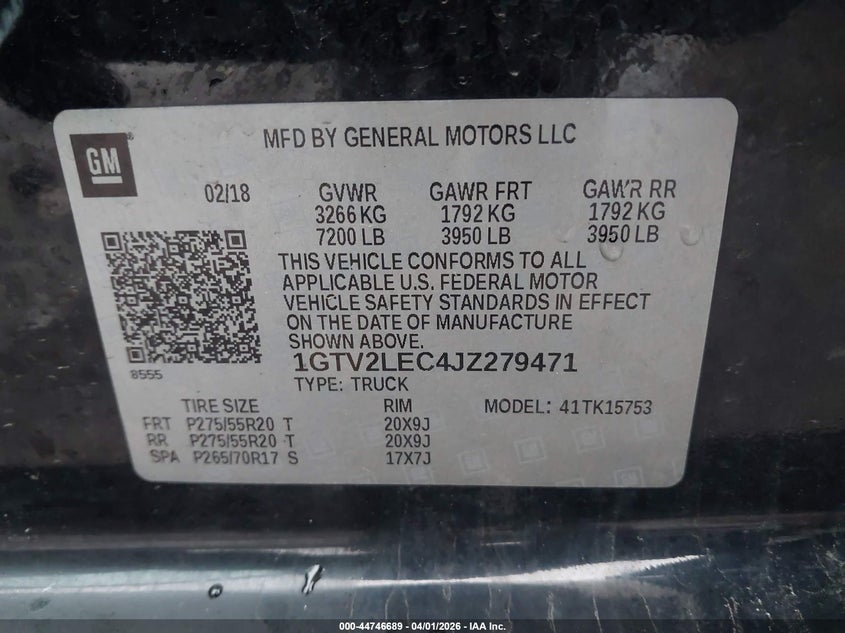 GM
MFD BY GENERAL MOTORS LLC
02/18 GVWR GAWR FRT GAWR RR
3266 KG 1792 KG 1792 KG
7200 LB 3950 LB 3950 LB
THIS VEHICLE CONFORMS TO ALL
APPLICABLE U.S. FEDERAL MOTOR
VEHICLE SAFETY STANDARDS IN EFFECT
ON THE DATE OF MANUFACTURE
SHOWN ABOVE.
1GTV2LEC4JZ279471
8555
TYPE: TRUCK
TIRE SIZE RIM MODEL: 41TK15753
FRT P275/55R20 T 20X9J
RR P275/55R20 T 20X9J
SPA P265/70R17 S 17X7J
000-44746689 - 04/01/2026 - IAA Inc.